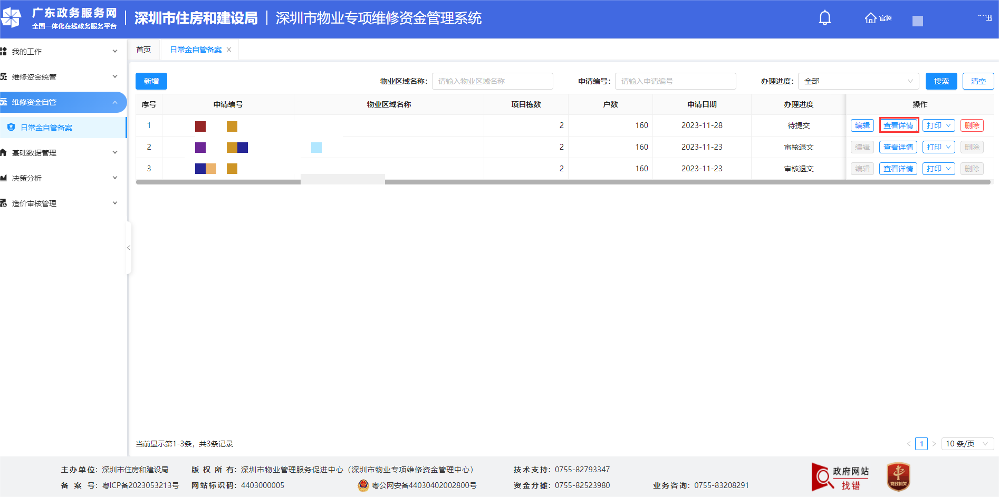 广东政务服务网
全国一体化在线政务服务平台
深圳市住房和建设局
深圳市物业专项维修资金管理系统
官网
出
我的工作
维修资金统管
维修资金自管
日常金自管备案
基础数据管理
决策分析
造价审核管理
首页 日常金自管备案
新增 物业区域名称: 请输入物业区域名称 申请编号: 请输入申请编号 办理进度: 全部 搜索 清空
序号 申请编号 物业区域名称 项目栋数 户数 申请日期 办理进度 操作
1 2 160 2023-11-28 待提交 编辑 查看详情 打印 删除
2 2 160 2023-11-23 审核退文 编辑 查看详情 打印 删除
3 2 160 2023-11-23 审核退文 编辑 查看详情 打印 删除
当前显示第1-3条，共3条记录
1 10 条/页
主办单位: 深圳市住房和建设局 版权所有: 深圳市物业管理服务促进中心（深圳市物业专项维修资金管理中心） 技术支持: 0755-82793347
备案号: 粤ICP备2023053213号 网站标识码: 4403000005 粤公网安备44030402002800号 资金分摊: 0755-82523980 业务咨询: 0755-83208291
政府网站
找错
党政机关